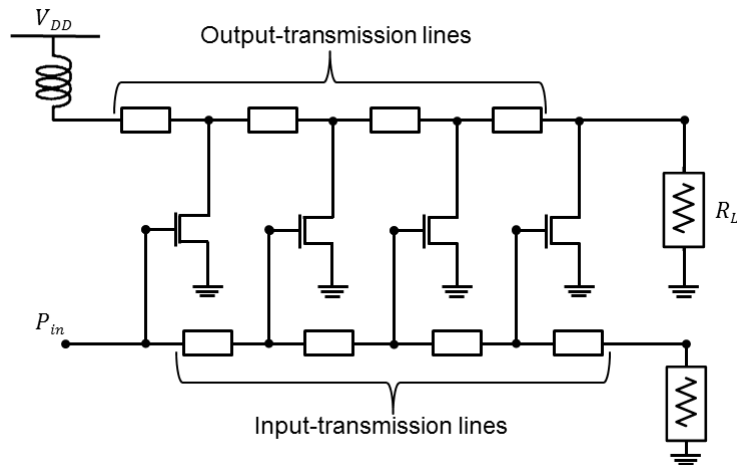 V_DD
Output-transmission lines
R_L
P_in
Input-transmission lines